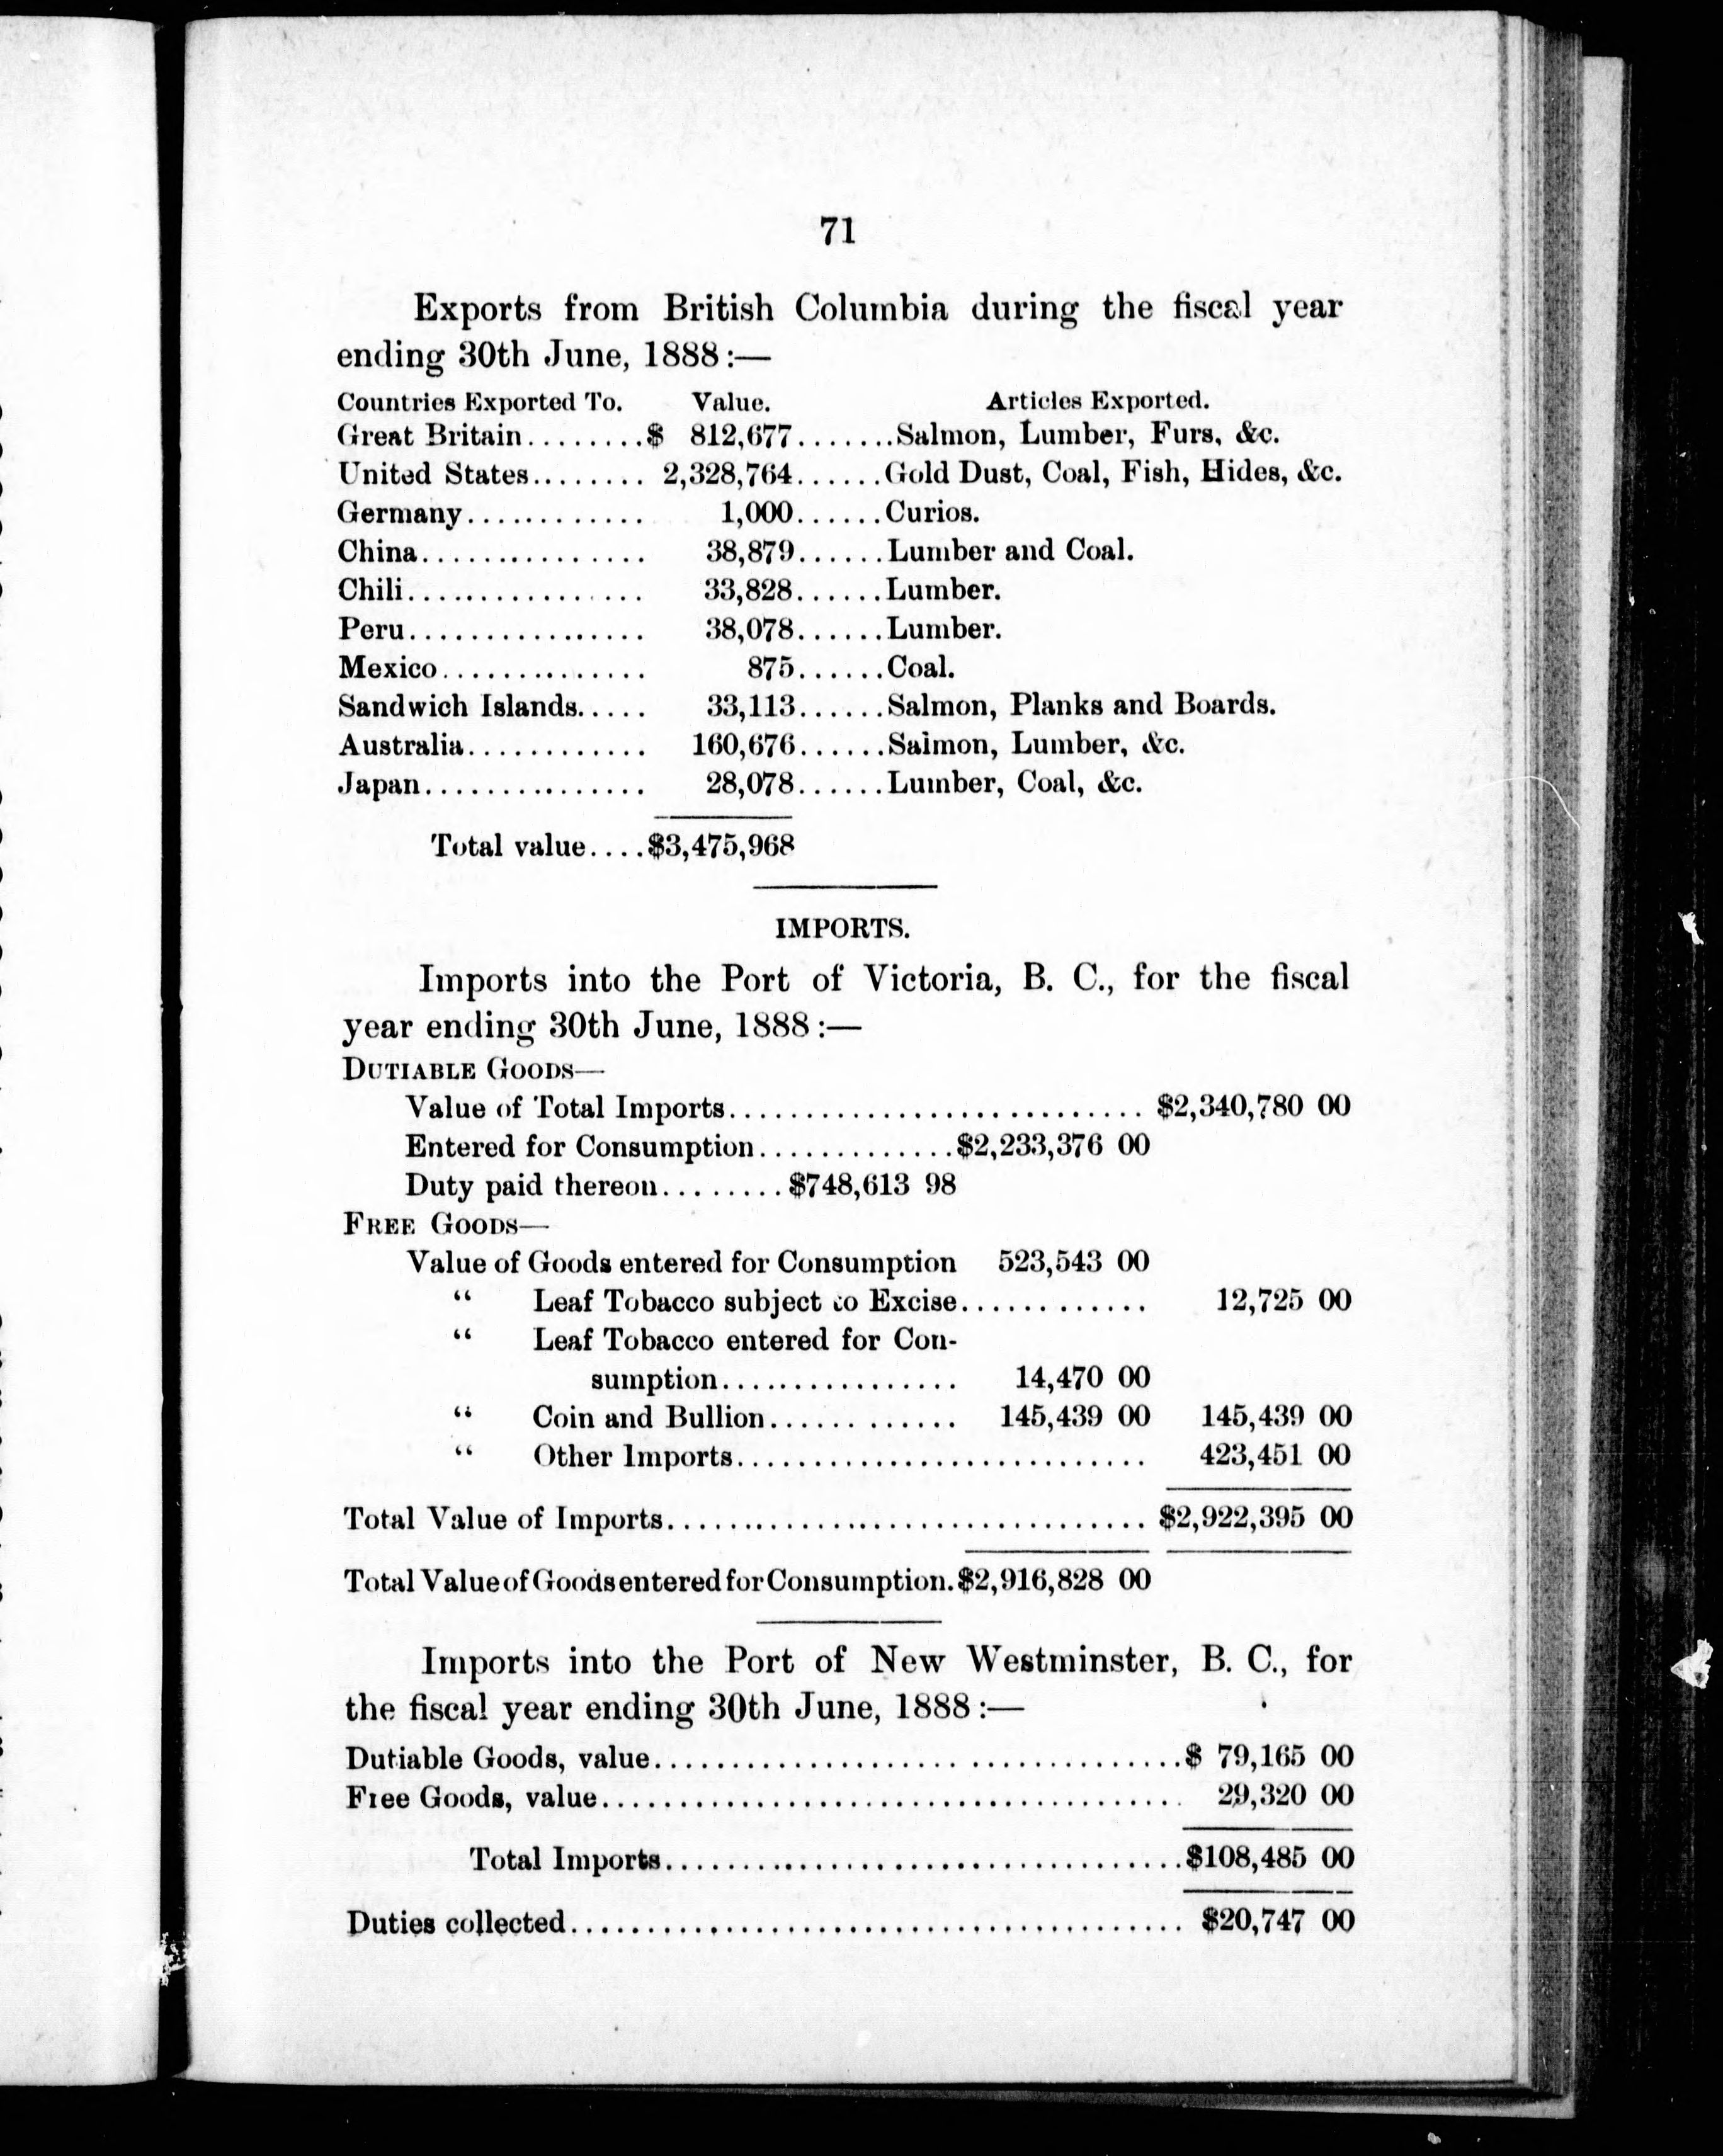 71
Exports from British Columbia during the fiscal year
ending 30th June, 1888:—
Countries Exported To. Value. Articles Exported.
Great Britain........$ 812,677.......Salmon, Lumber, Furs, &c.
United States........ 2,328,764......Gold Dust, Coal, Fish, Hides, &c.
Germany............ 1,000......Curios.
China............... 38,879......Lumber and Coal.
Chili................ 33,828......Lumber.
Peru................ 38,078......Lumber.
Mexico.............. 875......Coal.
Sandwich Islands..... 33,113......Salmon, Planks and Boards.
Australia............ 160,676......Salmon, Lumber, &c.
Japan............... 28,078......Lumber, Coal, &c.
Total value....$3,475,968
IMPORTS.
Imports into the Port of Victoria, B. C., for the fiscal
year ending 30th June, 1888:—
DUTIABLE GOODS—
Value of Total Imports........................... $2,340,780 00
Entered for Consumption.............$2,233,376 00
Duty paid thereon........$748,613 98
FREE GOODS—
Value of Goods entered for Consumption 523,543 00
“ Leaf Tobacco subject to Excise............ 12,725 00
“ Leaf Tobacco entered for Con-
sumption................ 14,470 00
“ Coin and Bullion............ 145,439 00 145,439 00
“ Other Imports........................... 423,451 00
Total Value of Imports............................... $2,922,395 00
Total Value of Goods entered for Consumption.$2,916,828 00
Imports into the Port of New Westminster, B. C., for
the fiscal year ending 30th June, 1888:—
Dutiable Goods, value...................................$ 79,165 00
Free Goods, value...................................... 29,320 00
Total Imports..................................$108,485 00
Duties collected........................................ $20,747 00